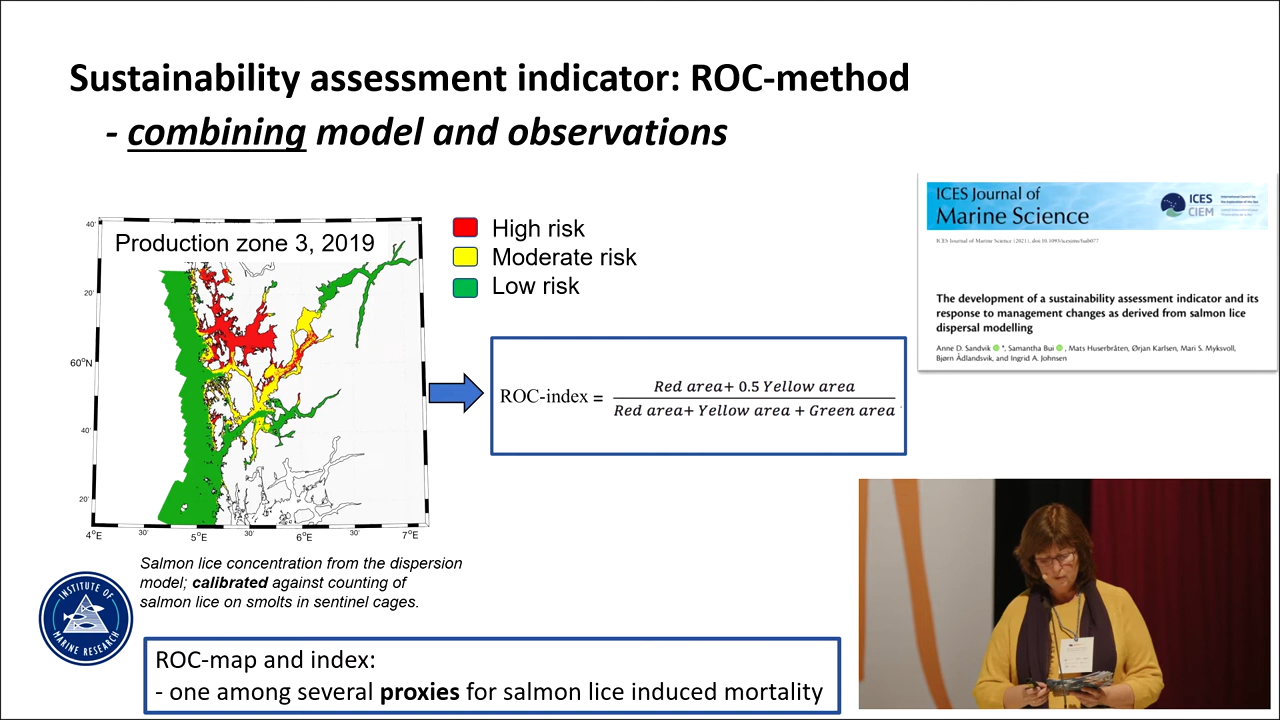 Sustainability assessment indicator: ROC-method
- combining model and observations
Production zone 3, 2019
40'
20'
60°N
40'
20'
4°E
30'
5°E
30'
6°E
30'
7°E
High risk
Moderate risk
Low risk
ROC-index =
Red area+ 0.5 Yellow area
Red area+ Yellow area + Green area
Salmon lice concentration from the dispersion
model; calibrated against counting of
salmon lice on smolts in sentinel cages.
INSTITUTE OF
MARINE RESEARCH
ROC-map and index:
- one among several proxies for salmon lice induced mortality
ICES Journal of
Marine Science
ICES
CIEM
The development of a sustainability assessment indicator and its
response to management changes as derived from salmon lice
dispersal modelling
Anne D. Sandvik *, Samantha Bui , Mats Huserbråten, Ørjan Karlsen, Mari S. Myksvoll,
Bjørn Ådlandsvik, and Ingrid A. Johnsen